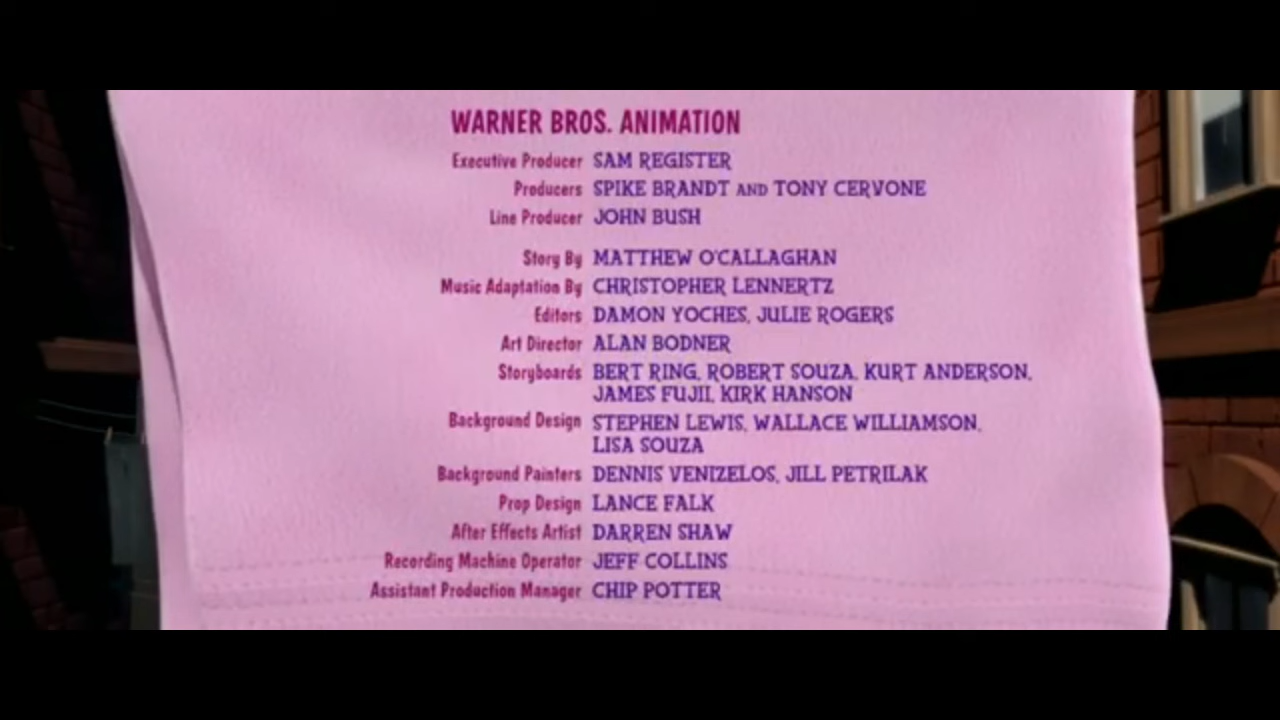 WARNER BROS. ANIMATION
Executive Producer SAM REGISTER
Producers SPIKE BRANDT AND TONY CERVONE
Line Producer JOHN BUSH
Story By MATTHEW O'CALLAGHAN
Music Adaptation By CHRISTOPHER LENNERTZ
Editors DAMON YOCHES, JULIE ROGERS
Art Director ALAN BODNER
Storyboards BERT RING, ROBERT SOUZA, KURT ANDERSON,
JAMES FUJII, KIRK HANSON
Background Design STEPHEN LEWIS, WALLACE WILLIAMSON,
LISA SOUZA
Background Painters DENNIS VENIZELOS, JILL PETRILAK
Prop Design LANCE FALK
After Effects Artist DARREN SHAW
Recording Machine Operator JEFF COLLINS
Assistant Production Manager CHIP POTTER